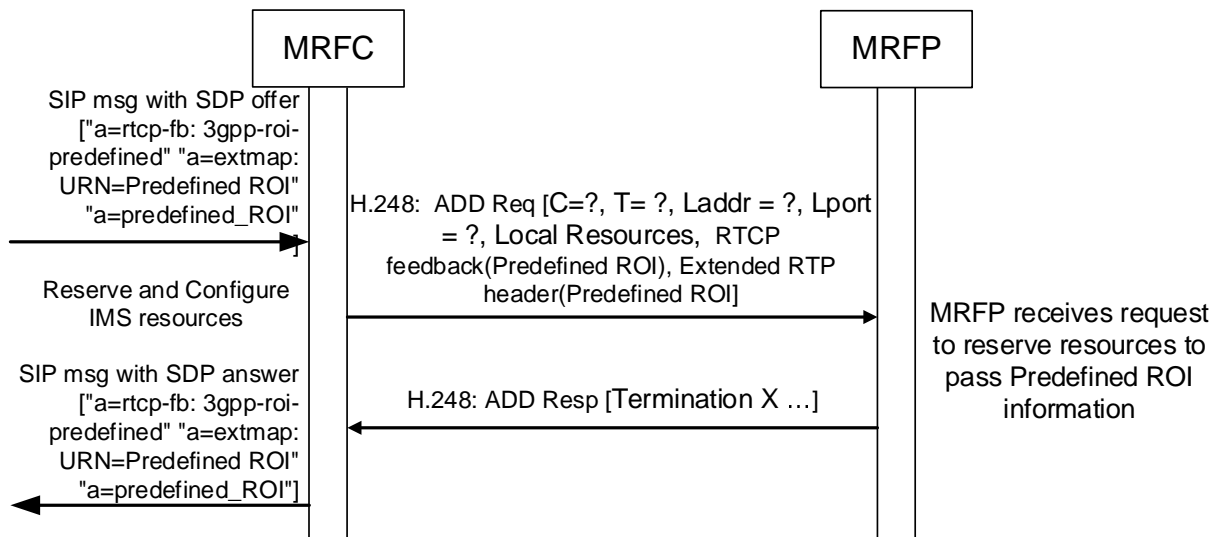 MRFC
MRFP
SIP msg with SDP offer
["a=rtcp-fb: 3gpp-roi-
predefined" "a=extmap:
URN=Predefined ROI"
"a=predefined_ROI"
]
H.248:  ADD Req [C=?, T= ?, Laddr = ?, Lport
= ?, Local Resources,  RTCP
feedback(Predefined ROI), Extended RTP
header(Predefined ROI]
Reserve and Configure
IMS resources
MRFP receives request
to reserve resources to
pass Predefined ROI
information
SIP msg with SDP answer
["a=rtcp-fb: 3gpp-roi-
predefined" "a=extmap:
URN=Predefined ROI"
"a=predefined_ROI"]
H.248: ADD Resp [Termination X …]